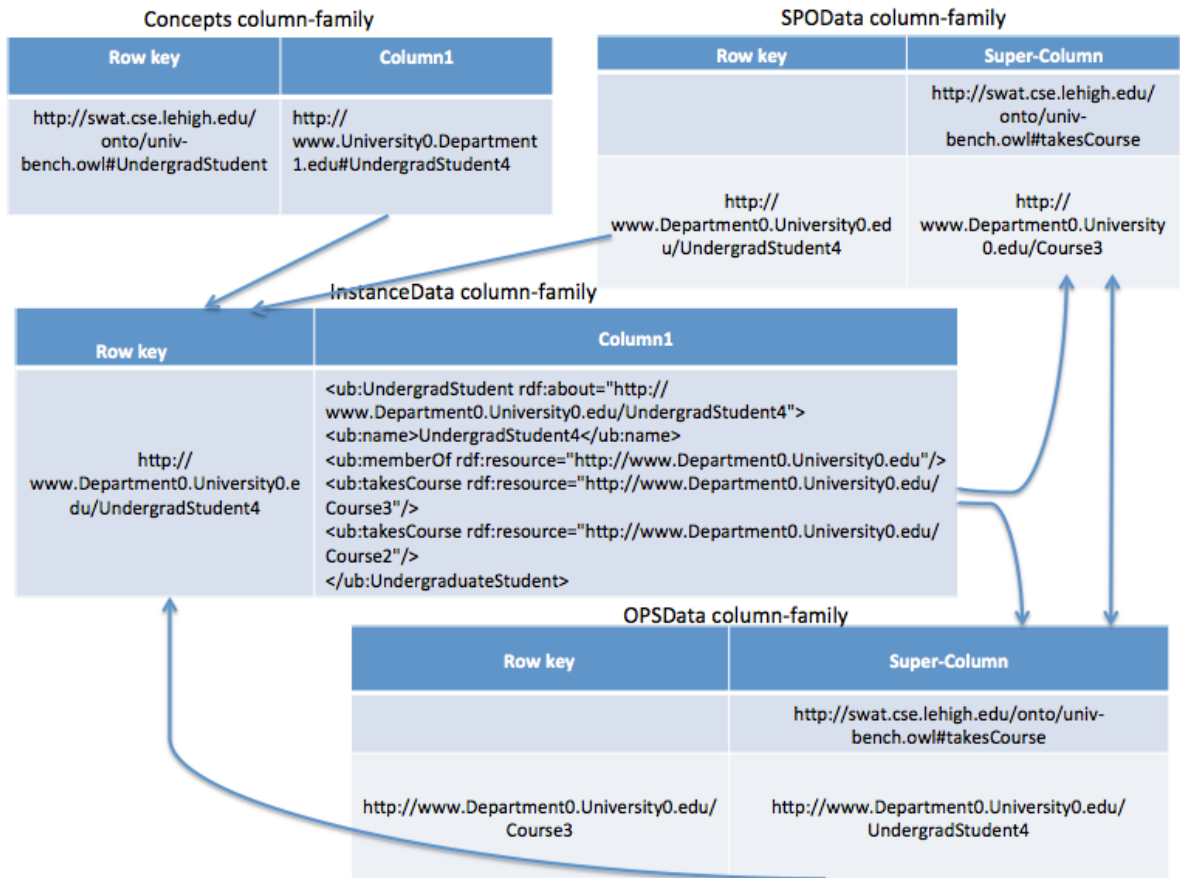 Concepts column-family
Row key
Column1
http://swat.cse.lehigh.edu/
onto/univ-
bench.owl#UndergradStudent
http://
www.University0.Department
1.edu#UndergradStudent4
SPOData column-family
Row key
Super-Column
http://swat.cse.lehigh.edu/
onto/univ-
bench.owl#takesCourse
http://
www.Department0.University0.ed
u/UndergradStudent4
http://
www.Department0.University
0.edu/Course3
InstanceData column-family
Row key
Column1
http://
www.Department0.University0.e
du/UndergradStudent4
<ub:UndergradStudent rdf:about="http://
www.Department0.University0.edu/UndergradStudent4">
<ub:name>UndergradStudent4</ub:name>
<ub:memberOf rdf:resource="http://www.Department0.University0.edu"/>
<ub:takesCourse rdf:resource="http://www.Department0.University0.edu/
Course3"/>
<ub:takesCourse rdf:resource="http://www.Department0.University0.edu/
Course2"/>
</ub:UndergraduateStudent>
OPSData column-family
Row key
Super-Column
http://swat.cse.lehigh.edu/onto/univ-
bench.owl#takesCourse
http://www.Department0.University0.edu/
Course3
http://www.Department0.University0.edu/
UndergradStudent4